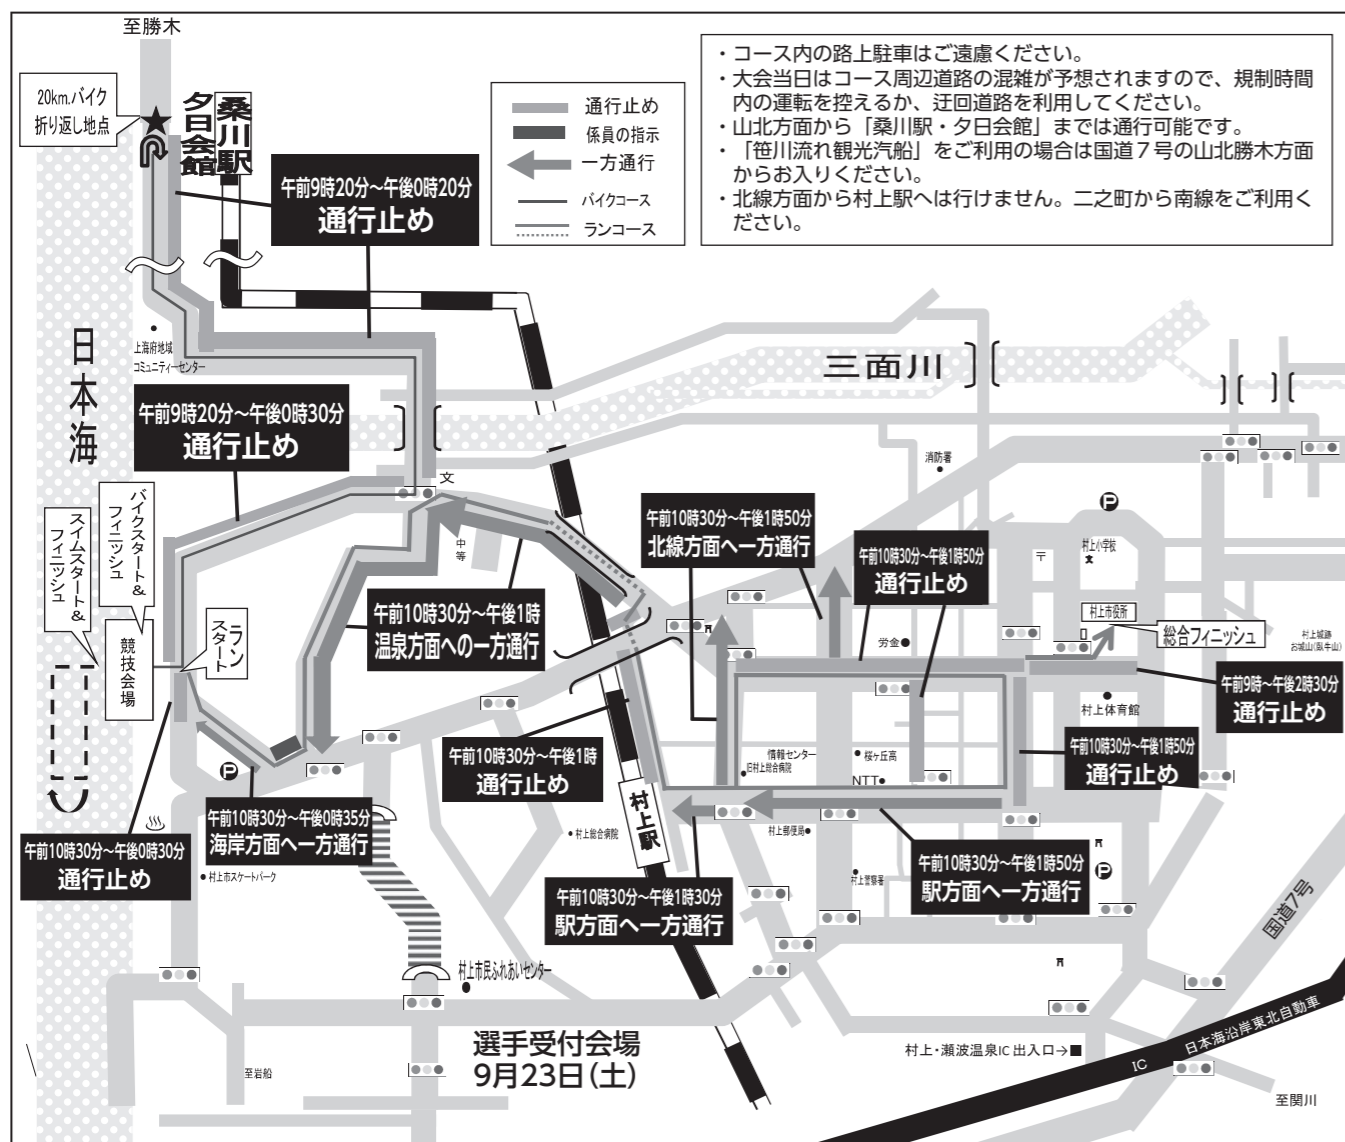 至勝木
20km.バイク
折り返し地点
夕日会館
桑川駅
通行止め
係員の指示
一方通行
バイクコース
ランコース
・コース内の路上駐車はご遠慮ください。
・大会当日はコース周辺道路の混雑が予想されますので、規制時間
内の運転を控えるか、迂回道路を利用してください。
・山北方面から「桑川駅・夕日会館」までは通行可能です。
・「笹川流れ観光汽船」をご利用の場合は国道7号の山北勝木方面
からお入りください。
・北線方面から村上駅へは行けません。二之町から南線をご利用く
ださい。
午前9時20分～午後0時20分
通行止め
日本海
上海府地域
コミュニティーセンター
三面川
午前9時20分～午後0時30分
通行止め
文
消防署
中等
スイムスタート&
フィニッシュ
バイクスタート&
フィニッシュ
競技会場
ラン
スタート
午前10時30分～午後1時50分
北線方面へ一方通行
午前10時30分～午後1時50分
通行止め
P
〒
村上小学校
文
午前10時30分～午後1時
温泉方面への一方通行
村上市役所
総合フィニッシュ
労金
村上城跡
お城山(臥牛山)
午前9時～午後2時30分
通行止め
村上体育館
午前10時30分～午後1時
通行止め
情報センター
旧村上総合病院
桜ヶ丘高
NTT
午前10時30分～午後1時50分
通行止め
P
午前10時30分～午後0時35分
海岸方面へ一方通行
村上駅
村上総合病院
村上郵便局
午前10時30分～午後0時30分
通行止め
村上市スケートパーク
午前10時30分～午後1時30分
駅方面へ一方通行
村上警察署
午前10時30分～午後1時50分
駅方面へ一方通行
P
国道7号
村上市民ふれあいセンター
選手受付会場
9月23日(土)
至岩船
村上・瀬波温泉IC 出入口→■
IC
日本海沿岸東北自動車
至関川